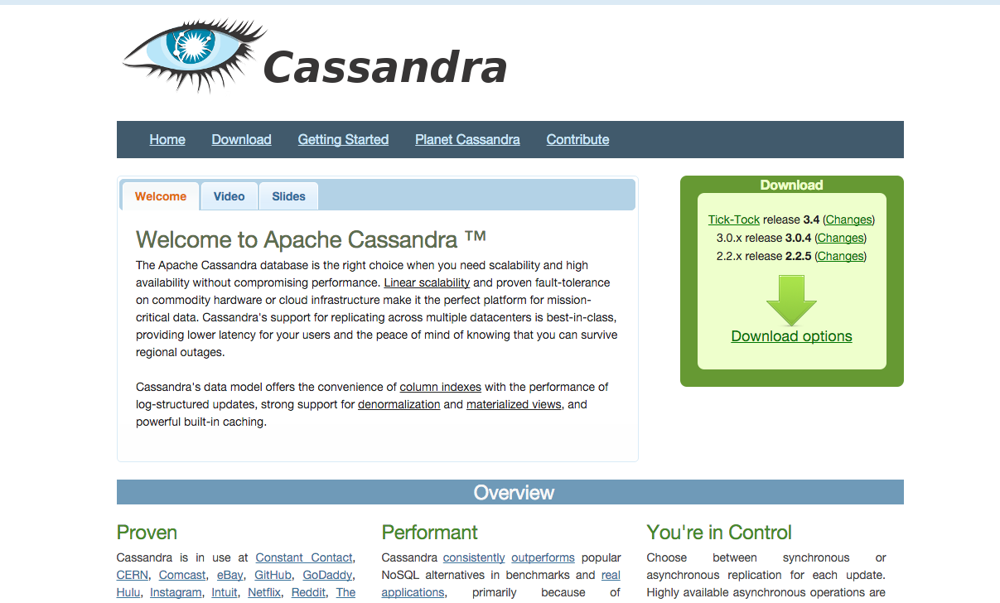 Cassandra
Home Download Getting Started Planet Cassandra Contribute
Welcome Video Slides
Welcome to Apache Cassandra ™
The Apache Cassandra database is the right choice when you need scalability and high
availability without compromising performance. Linear scalability and proven fault-tolerance
on commodity hardware or cloud infrastructure make it the perfect platform for mission-
critical data. Cassandra's support for replicating across multiple datacenters is best-in-class,
providing lower latency for your users and the peace of mind of knowing that you can survive
regional outages.
Cassandra's data model offers the convenience of column indexes with the performance of
log-structured updates, strong support for denormalization and materialized views, and
powerful built-in caching.
Download
Tick-Tock release 3.4 (Changes)
3.0.x release 3.0.4 (Changes)
2.2.x release 2.2.5 (Changes)
Download options
Overview
Proven
Cassandra is in use at Constant Contact,
CERN, Comcast, eBay, GitHub, GoDaddy,
Hulu, Instagram, Intuit, Netflix, Reddit, The
Performant
Cassandra consistently outperforms popular
NoSQL alternatives in benchmarks and real
applications, primarily because of
You're in Control
Choose between synchronous or
asynchronous replication for each update.
Highly available asynchronous operations are